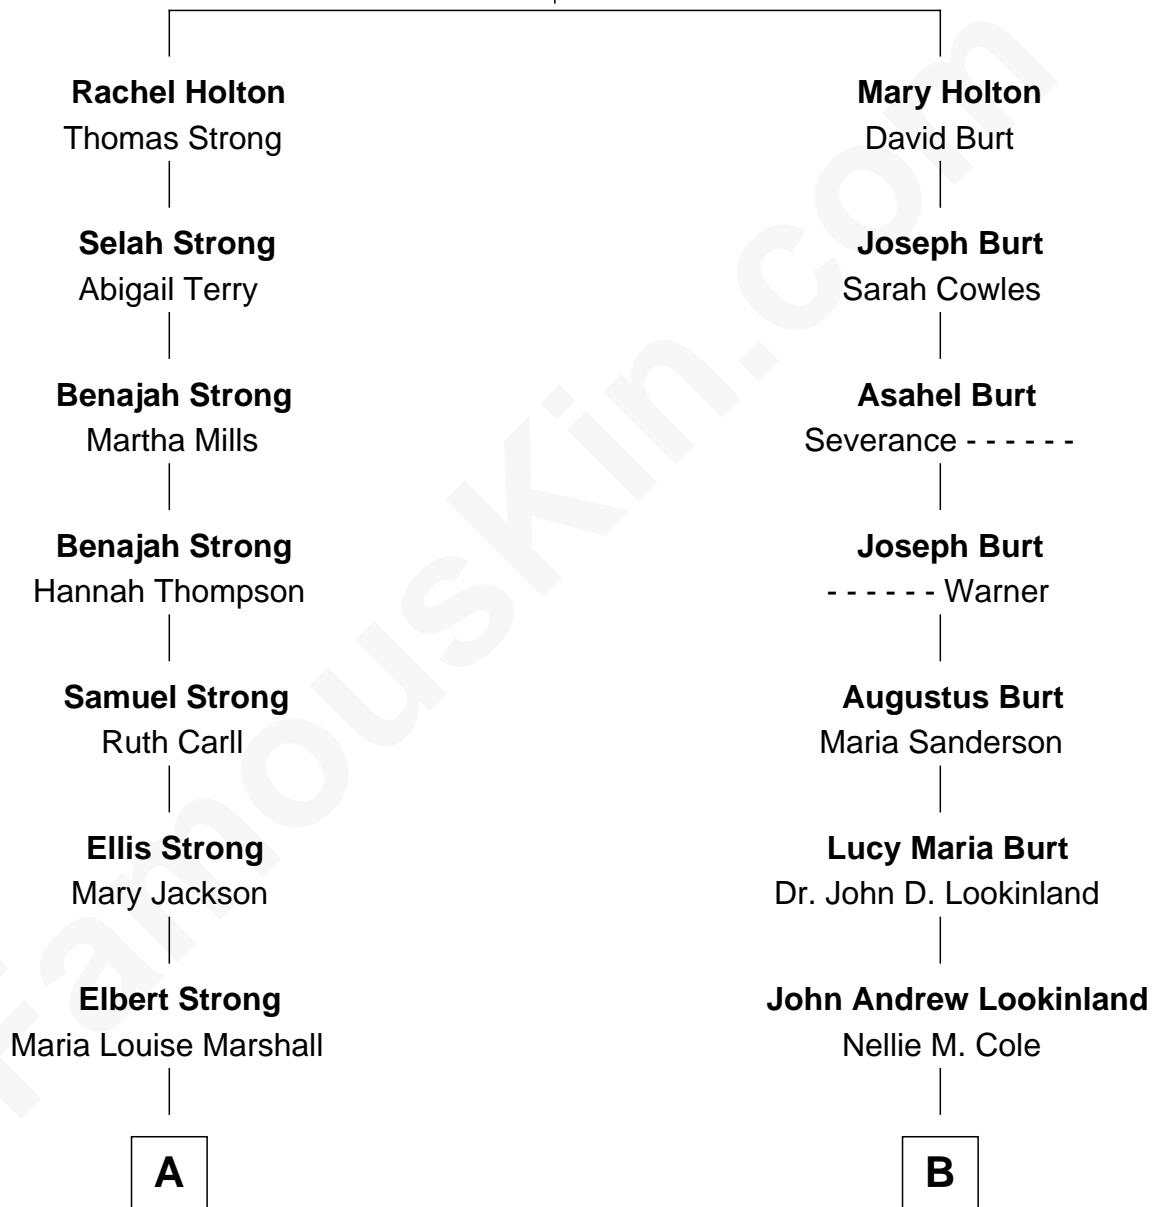 Rachel Holton
Thomas Strong
Mary Holton
David Burt
Selah Strong
Abigail Terry
Joseph Burt
Sarah Cowles
Benajah Strong
Martha Mills
Asahel Burt
Severance - - - - - -
Benajah Strong
Hannah Thompson
Joseph Burt
- - - - - - Warner
Samuel Strong
Ruth Carll
Augustus Burt
Maria Sanderson
Ellis Strong
Mary Jackson
Lucy Maria Burt
Dr. John D. Lookinland
Elbert Strong
Maria Louise Marshall
John Andrew Lookinland
Nellie M. Cole
A
B
FamousKin.com